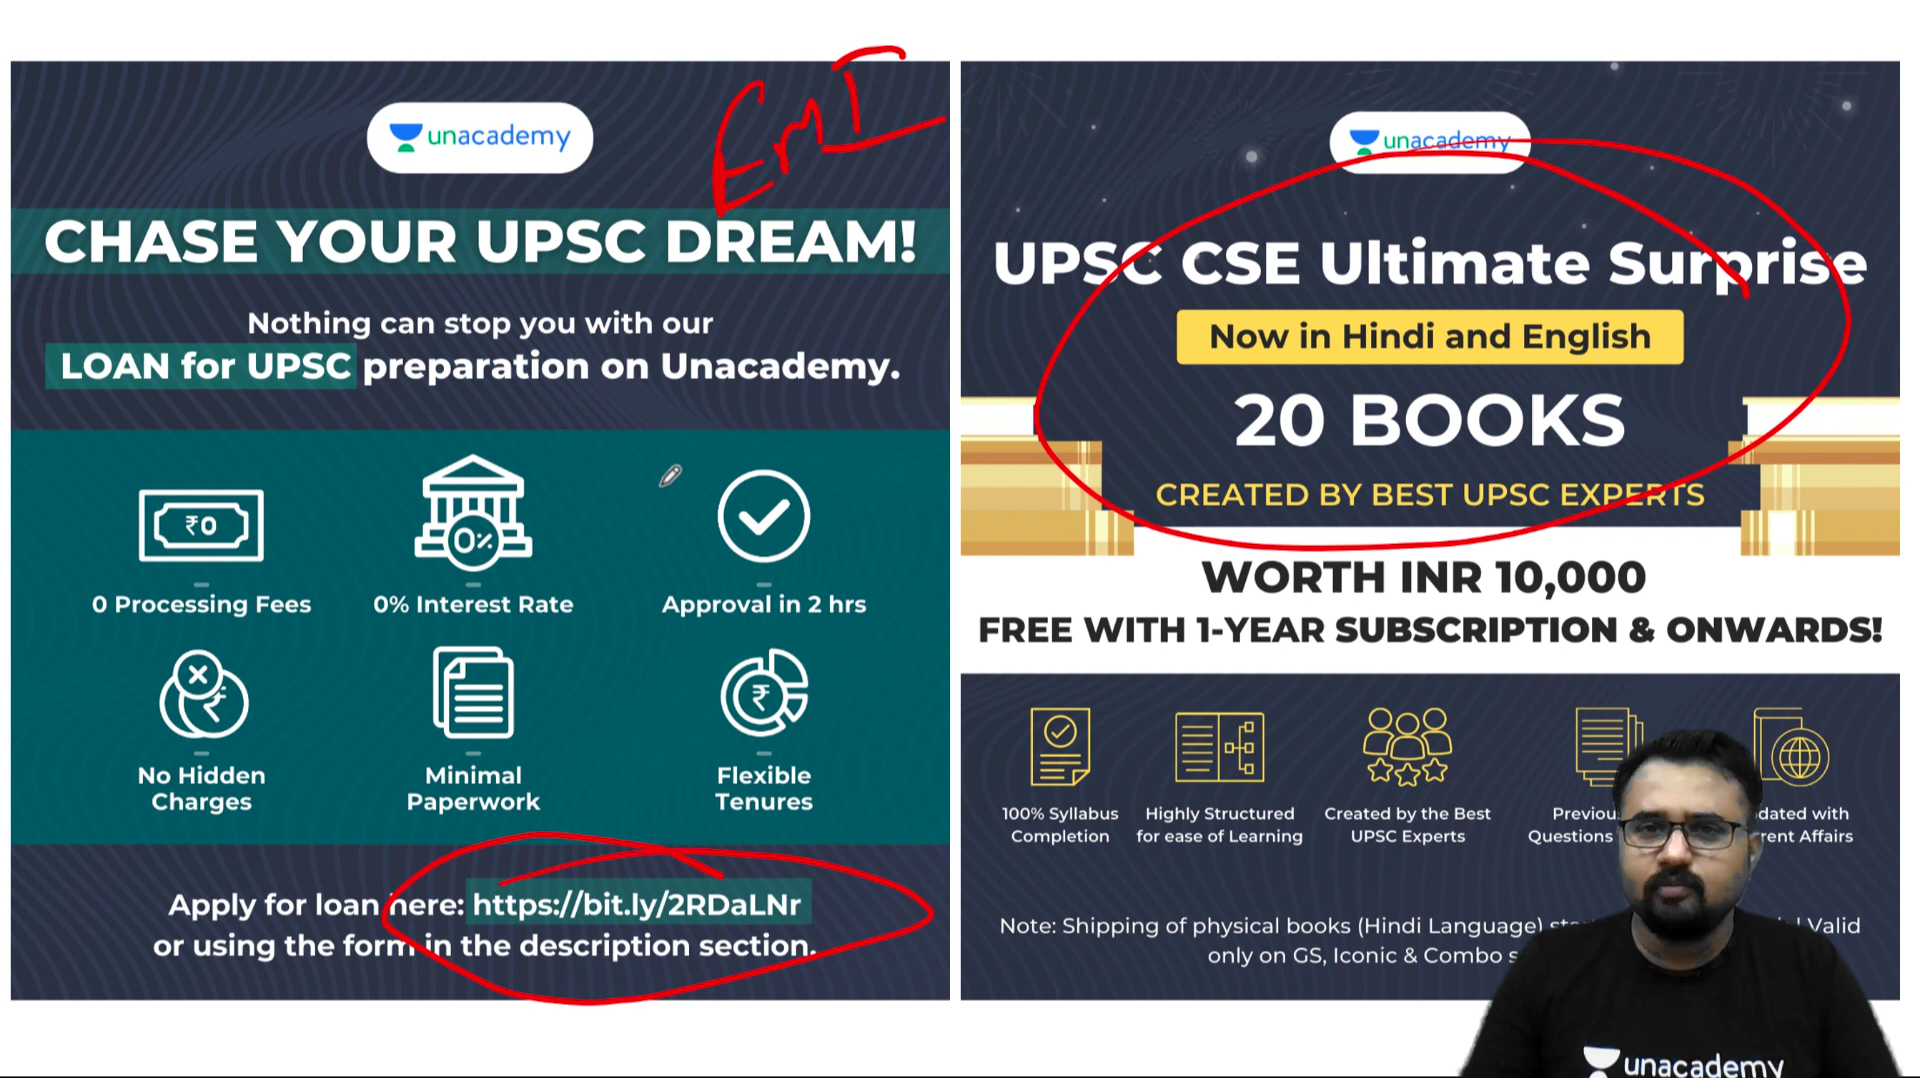 unacademy
EMI
CHASE YOUR UPSC DREAM!
Nothing can stop you with our
LOAN for UPSC preparation on Unacademy.
₹0
0%
0 Processing Fees
0% Interest Rate
Approval in 2 hrs
₹
₹
No Hidden
Charges
Minimal
Paperwork
Flexible
Tenures
Apply for loan here: https://bit.ly/2RDaLNr
or using the form in the description section.
unacademy
UPSC CSE Ultimate Surprise
Now in Hindi and English
20 BOOKS
CREATED BY BEST UPSC EXPERTS
WORTH INR 10,000
FREE WITH 1-YEAR SUBSCRIPTION & ONWARDS!
100% Syllabus
Completion
Highly Structured
for ease of Learning
Created by the Best
UPSC Experts
Questions
Affairs
with
Note: Shipping of physical books (Hindi Language)
Valid
only on GS, Iconic & Combo
unacademy